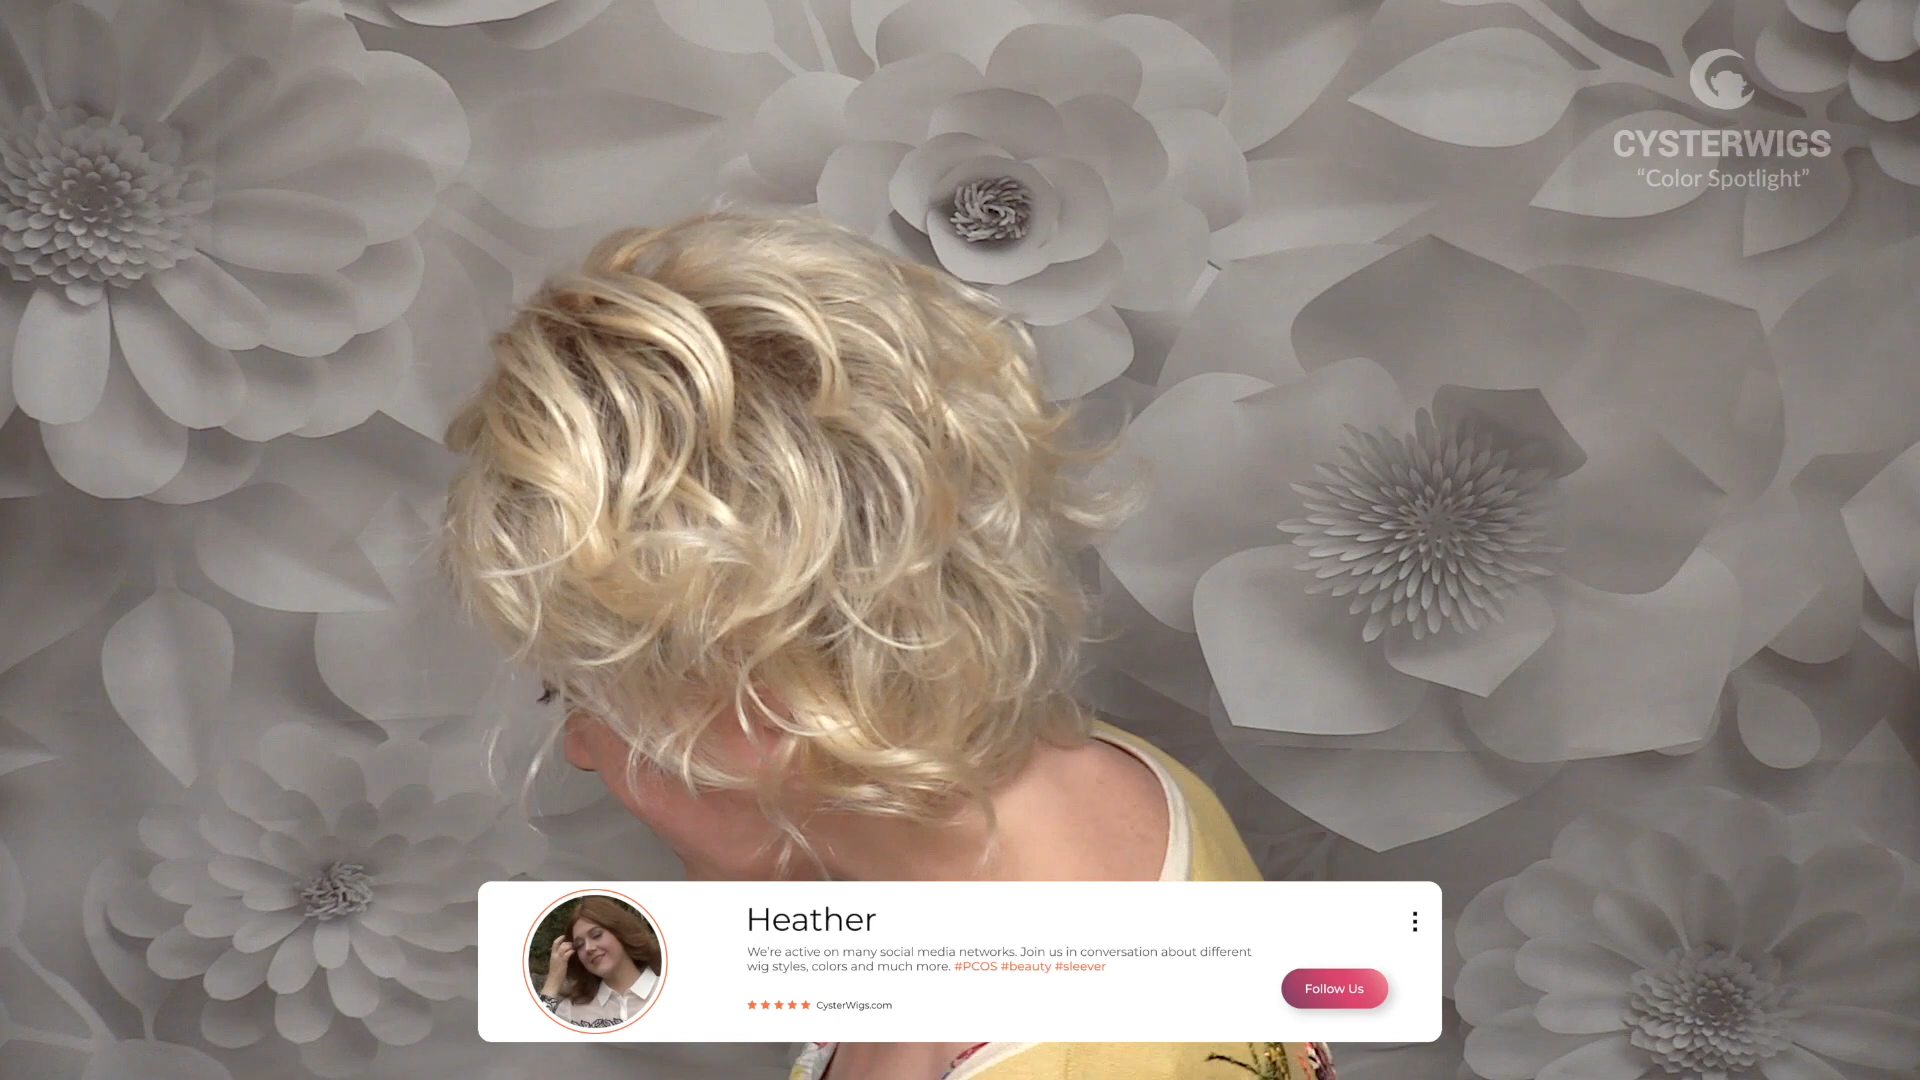 CYSTERWIGS
“Color Spotlight”
Heather
We’re active on many social media networks. Join us in conversation about different
wig styles, colors and much more. #PCOS #beauty #sleever
CysterWigs.com
Follow Us